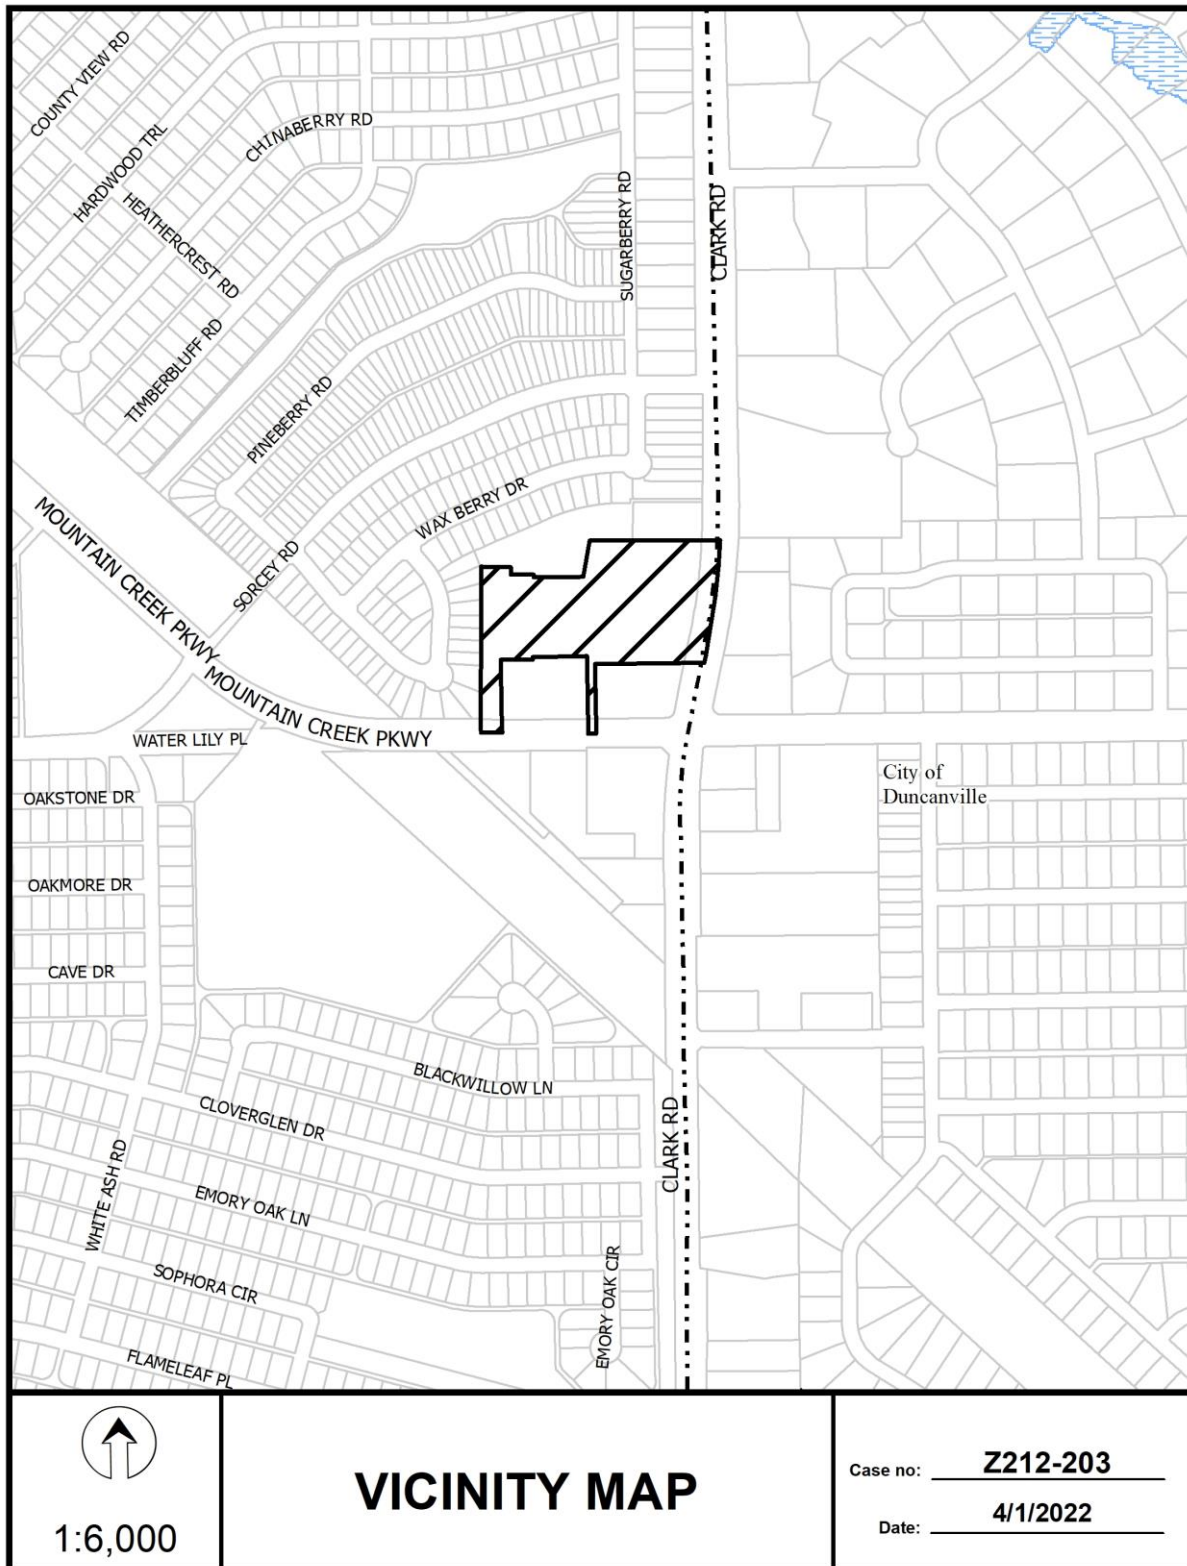 COUNTY VIEW RD
HARDWOOD TRL
CHINABERRY RD
HEATHERCREST RD
SUGARBERRY RD
CLARK RD
TIMBERBLUFF RD
PINEBERRY RD
WAX BERRY DR
MOUNTAIN CREEK PKWY
SORCEY RD
MOUNTAIN CREEK PKWY
WATER LILY PL
OAKSTONE DR
City of
Duncanville
OAKMORE DR
CAVE DR
BLACKWILLOW LN
CLOVERGLEN DR
CLARK RD
WHITE ASH RD
EMORY OAK LN
EMORY OAK CIR
SOPHORA CIR
FLAMELEAF PL
1:6,000
VICINITY MAP
Case no: Z212-203
Date: 4/1/2022